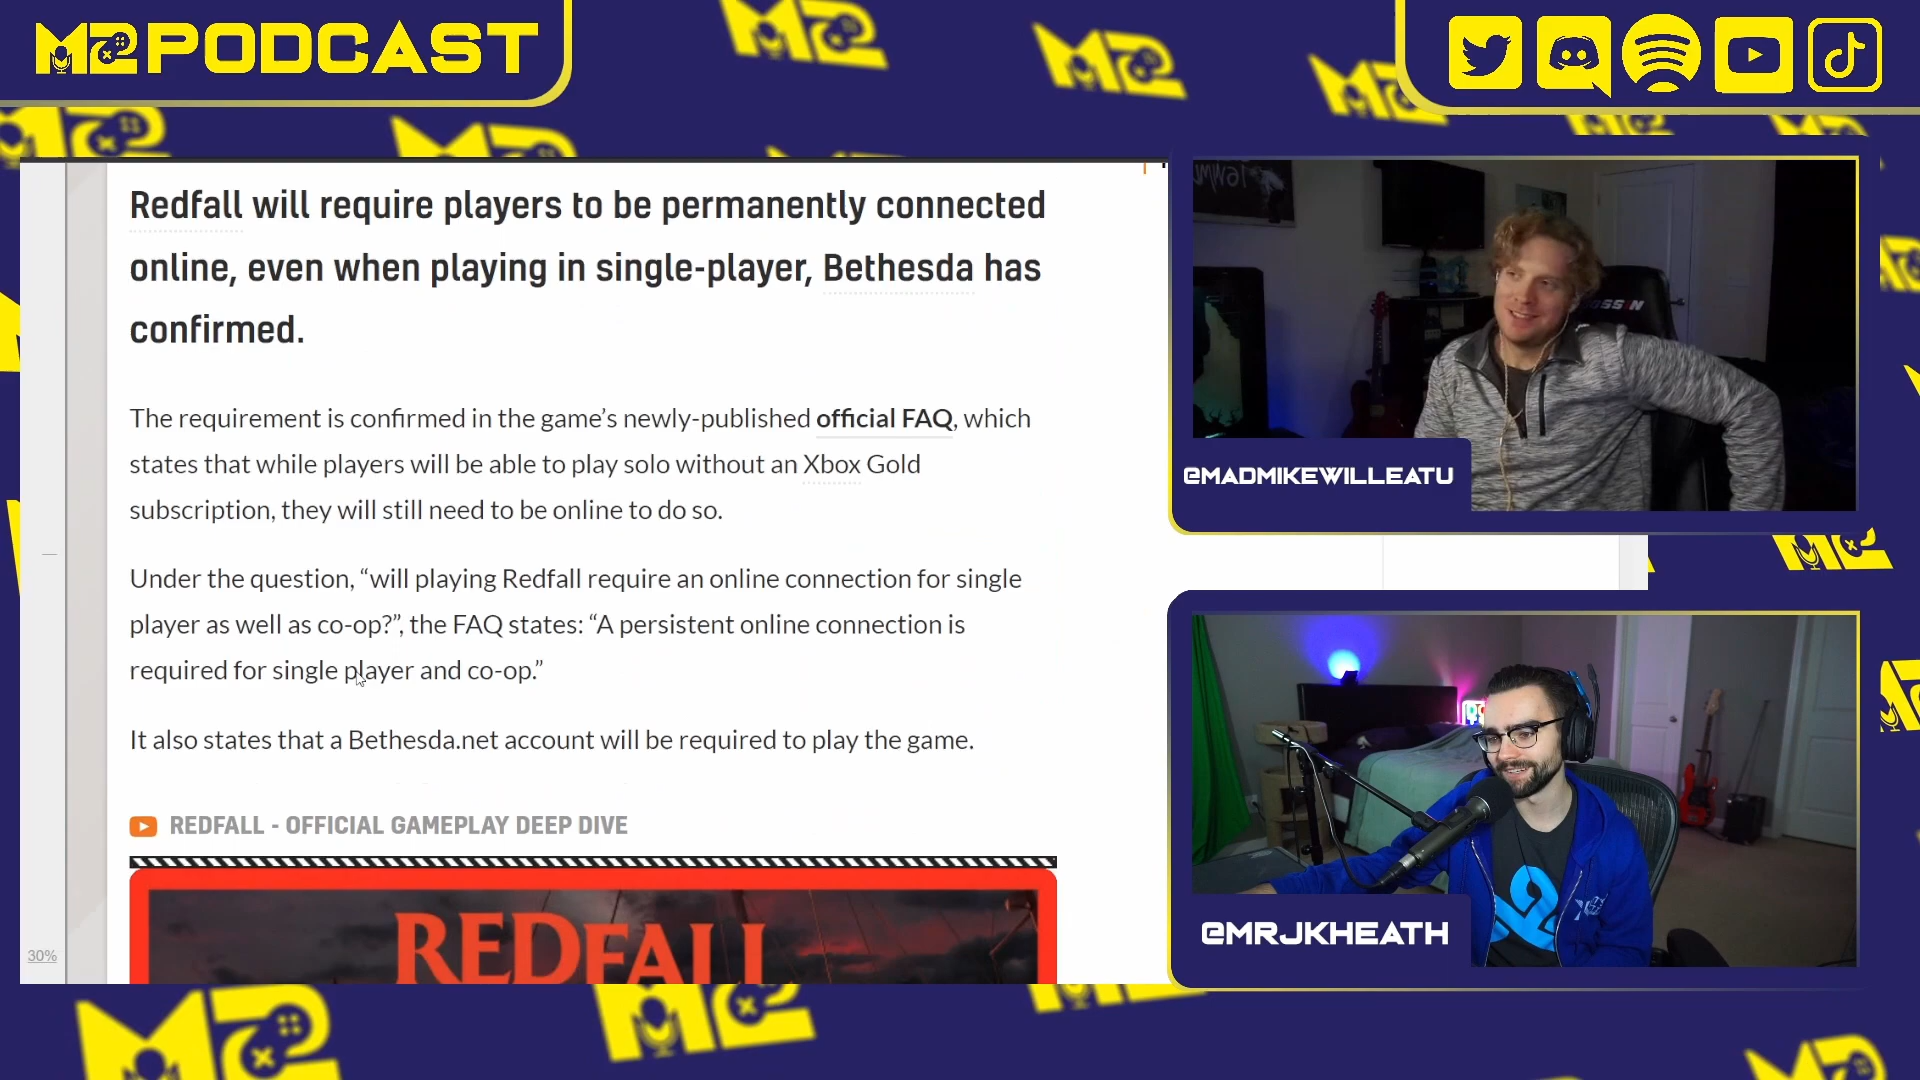 M2 PODCAST
Redfall will require players to be permanently connected
online, even when playing in single-player, Bethesda has
confirmed.
The requirement is confirmed in the game’s newly-published official FAQ, which
states that while players will be able to play solo without an Xbox Gold
subscription, they will still need to be online to do so.
Under the question, “will playing Redfall require an online connection for single
player as well as co-op?”, the FAQ states: “A persistent online connection is
required for single player and co-op.”
It also states that a Bethesda.net account will be required to play the game.
REDFALL - OFFICIAL GAMEPLAY DEEP DIVE
REDFALL
30%
@MADMIKEWILLEATU
@MRJKHEATH